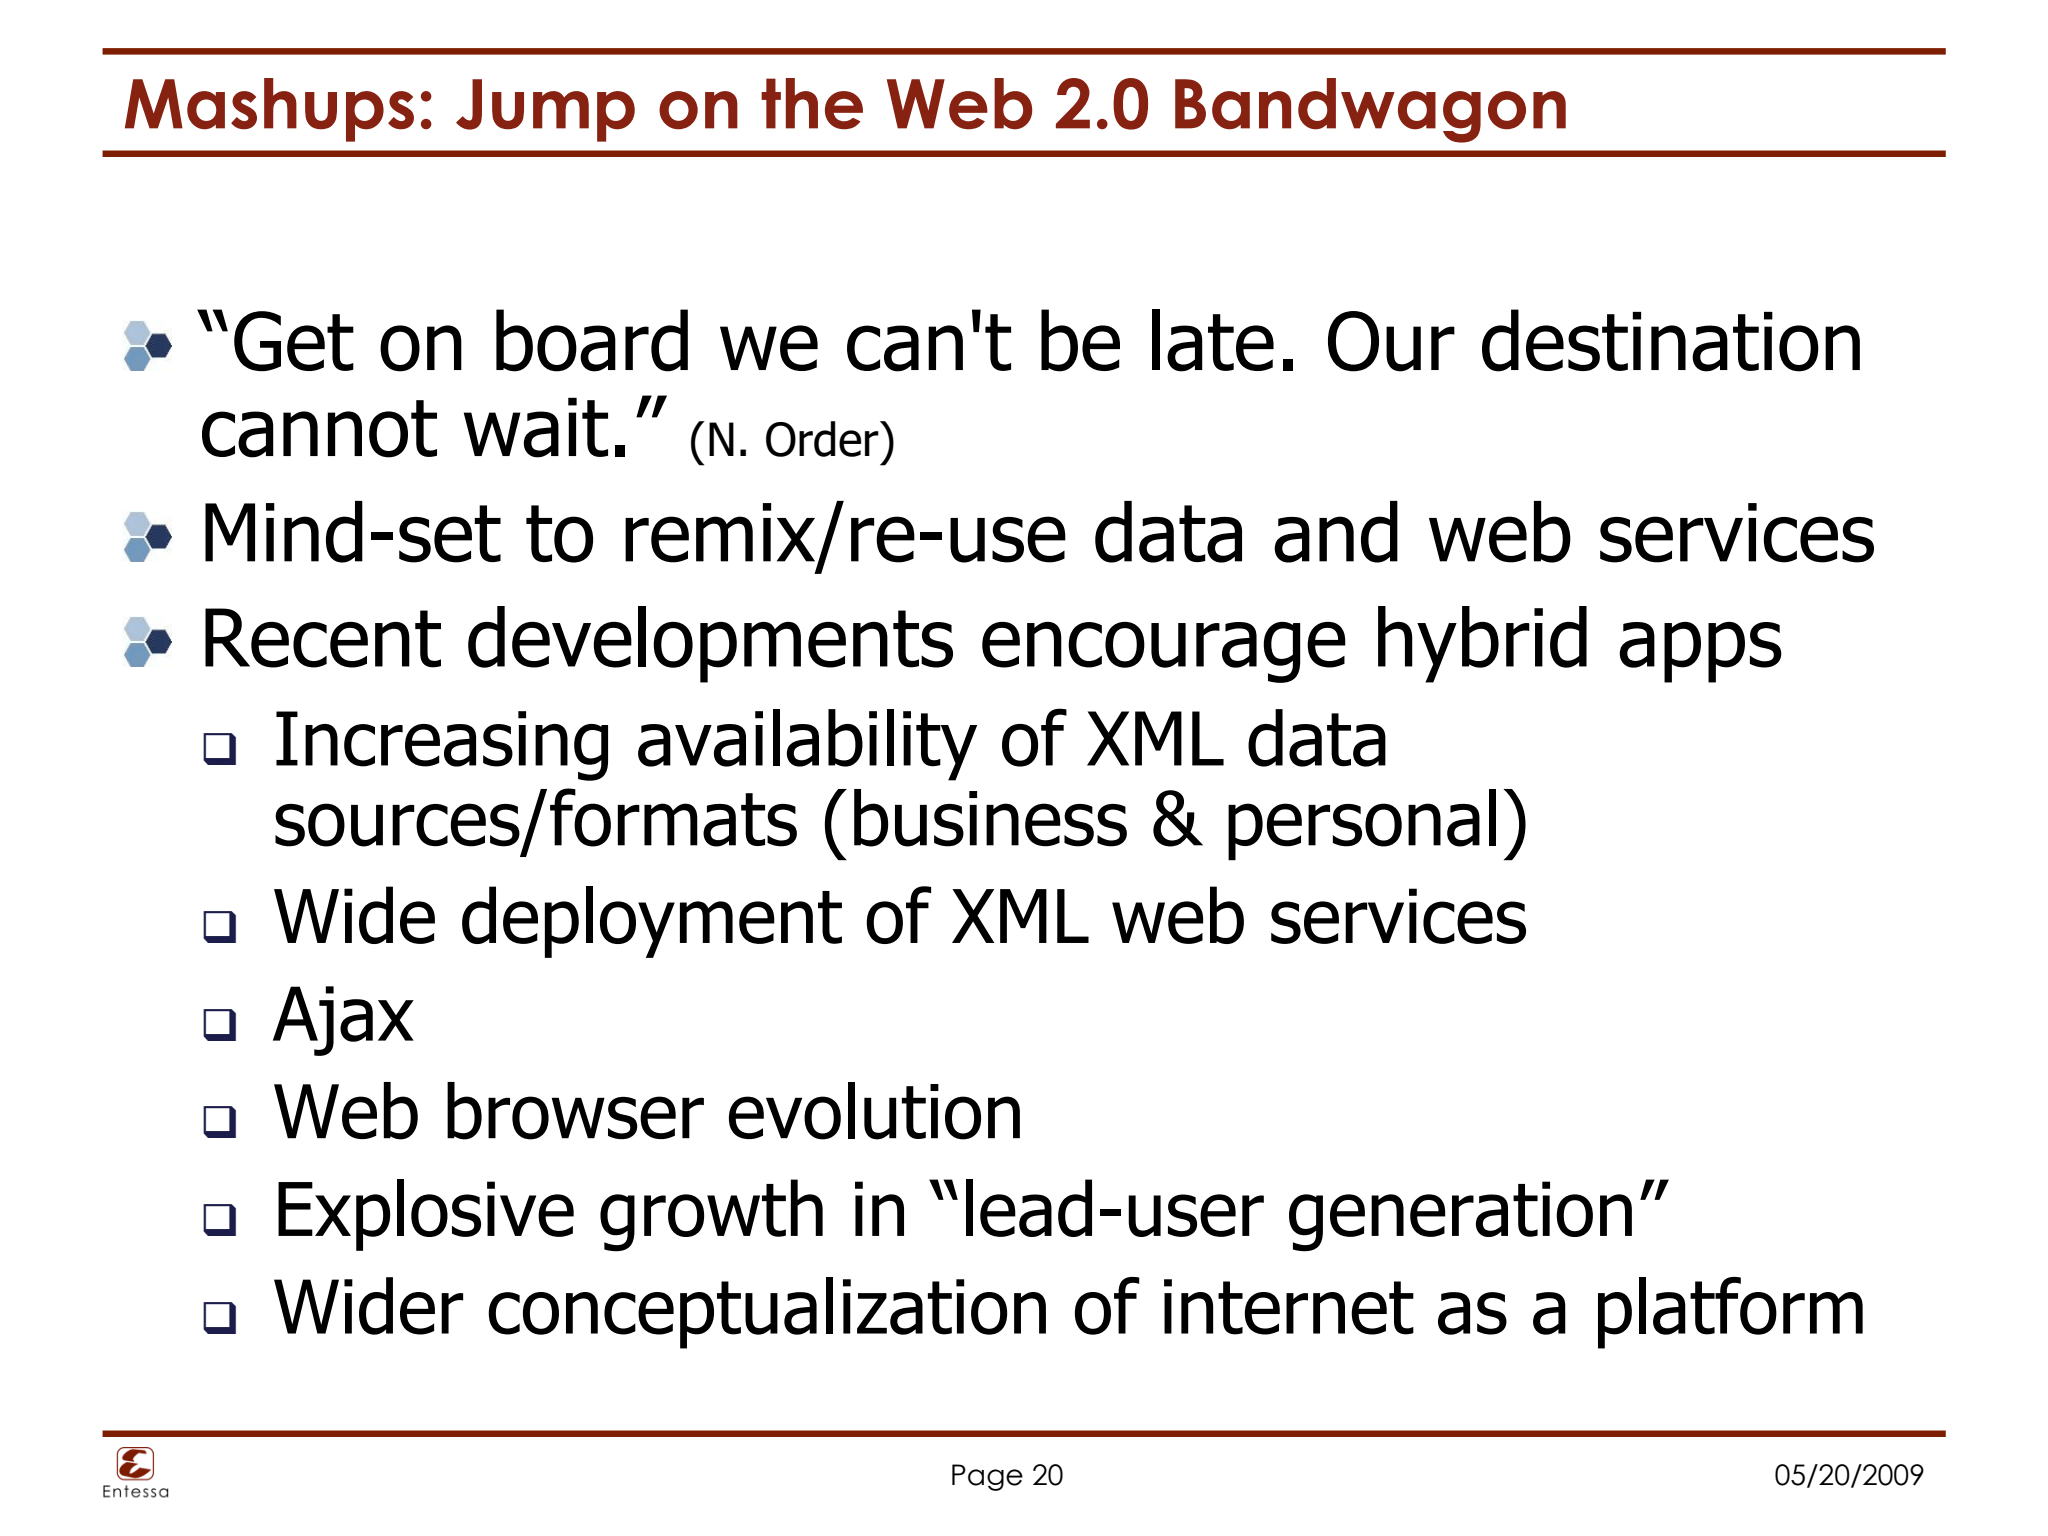 Mashups: Jump on the Web 2.0 Bandwagon
“Get on board we can't be late. Our destination
cannot wait.” (N. Order)
Mind-set to remix/re-use data and web services
Recent developments encourage hybrid apps
Increasing availability of XML data
sources/formats (business & personal)
Wide deployment of XML web services
Ajax
Web browser evolution
Explosive growth in “lead-user generation”
Wider conceptualization of internet as a platform
Entessa
Page 20
05/20/2009